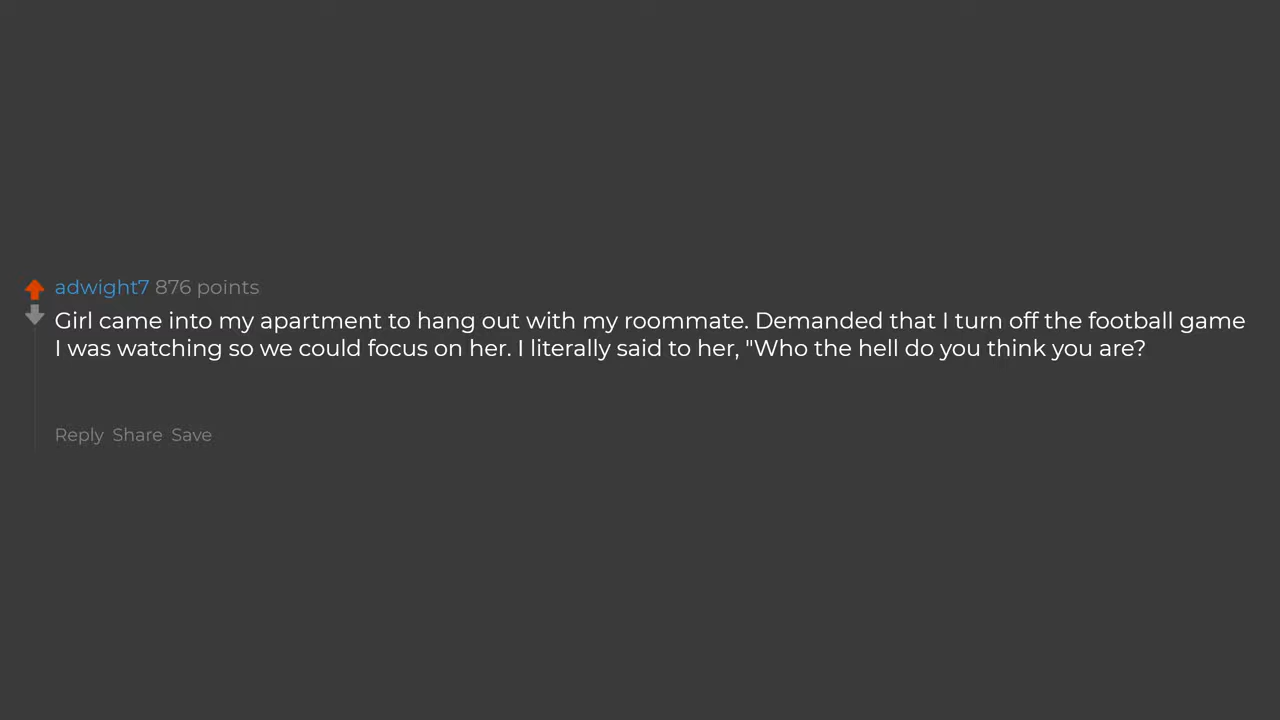 adwight7 876 points
Girl came into my apartment to hang out with my roommate. Demanded that I turn off the football game
I was watching so we could focus on her. I literally said to her, "Who the hell do you think you are?
Reply Share Save